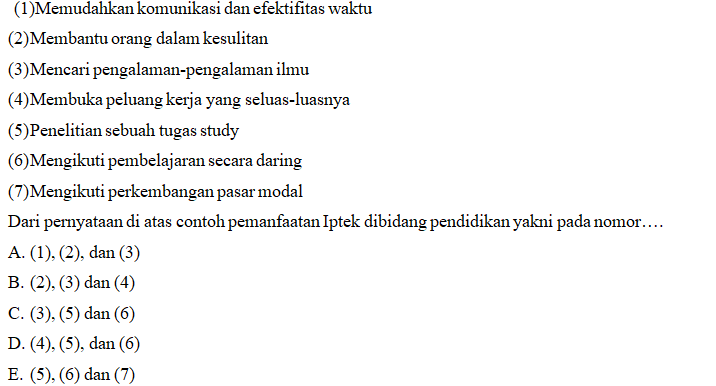 (1)Memudahkan komunikasi dan efektifitas waktu
(2)Membantu orang dalam kesulitan
(3)Mencari pengalaman-pengalaman ilmu
(4)Membuka peluang kerja yang seluas-luasnya
(5)Penelitian sebuah tugas study
(6)Mengikuti pembelajaran secara daring
(7)Mengikuti perkembangan pasar modal
Dari pernyataan di atas contoh pemanfaatan Iptek dibidang pendidikan yakni pada nomor….
A. (1), (2), dan (3)
B. (2), (3) dan (4)
C. (3), (5) dan (6)
D. (4), (5), dan (6)
E. (5), (6) dan (7)